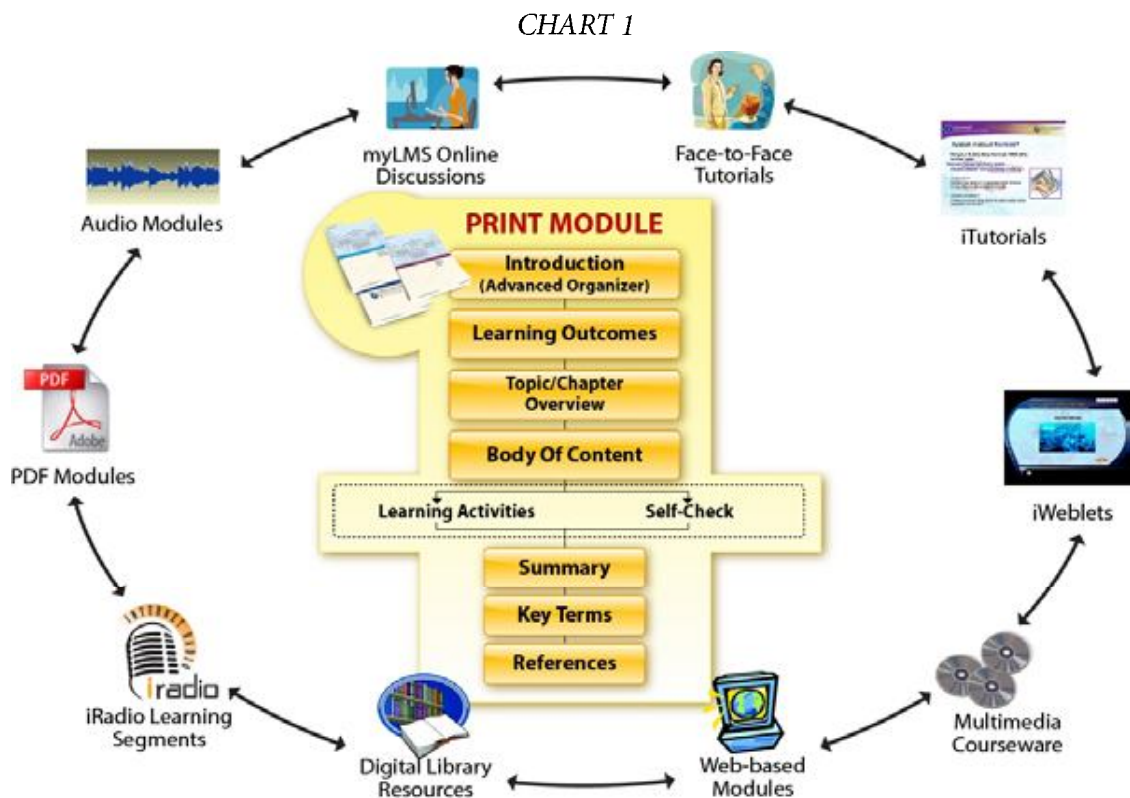 CHART 1
myLMS Online
Discussions
Face-to-Face
Tutorials
Audio Modules
iTutorials
PRINT MODULE
Introduction
(Advanced Organizer)
Learning Outcomes
Topic/Chapter
Overview
Body Of Content
Learning Activities
Self-Check
Summary
Key Terms
References
PDF
Adobe
PDF Modules
iWeblets
INTERNET RADIO
iradio
iRadio Learning
Segments
Digital Library
Resources
Web-based
Modules
Multimedia
Courseware